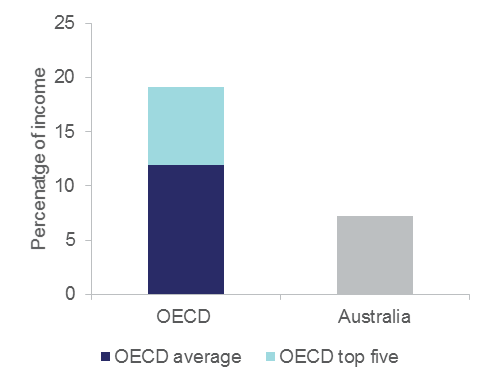 Percenatge of income
25
20
15
10
5
0
OECD
Australia
OECD average
OECD top five